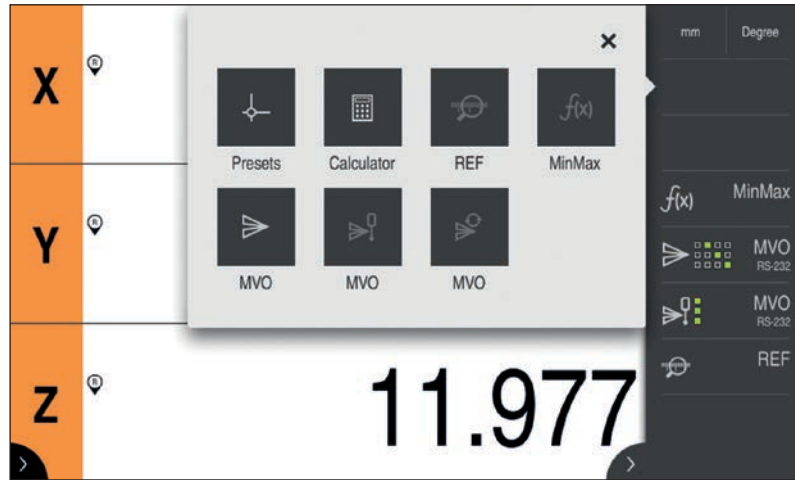 X
R
mm Degree
Presets Calculator REF MinMax
f(x)
f(x) MinMax
Y
R
MVO MVO MVO
MVO
RS-232
MVO
RS-232
REF
Z
R
11.977